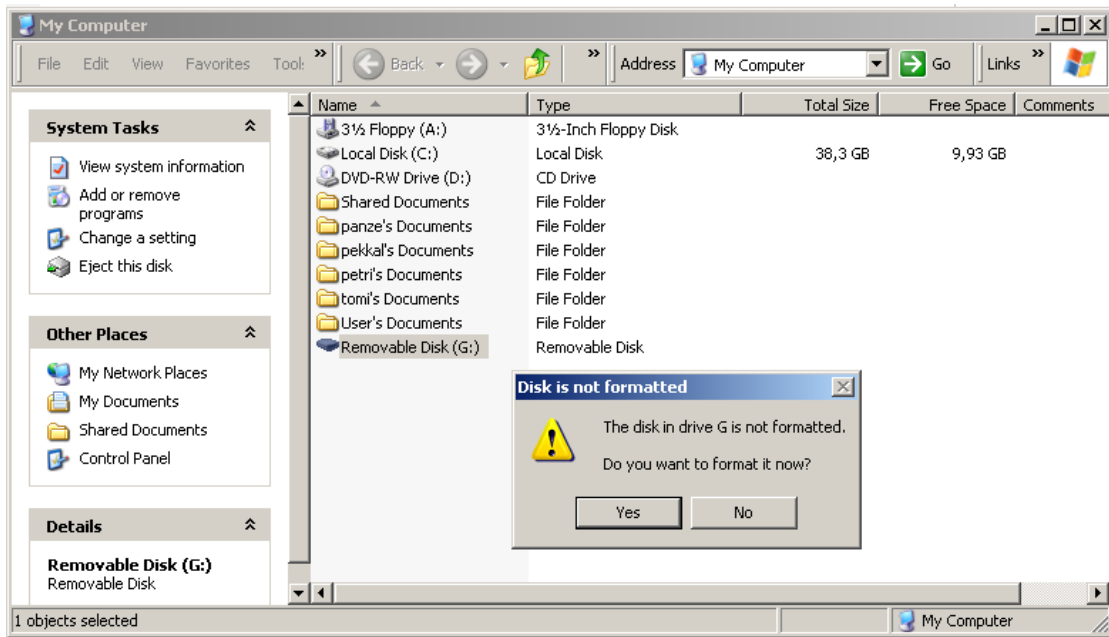 My Computer
File Edit View Favorites Tool: » Back » Address My Computer Go Links »
Name Type Total Size Free Space Comments
System Tasks
View system information
Add or remove
programs
Change a setting
Eject this disk
Other Places
My Network Places
My Documents
Shared Documents
Control Panel
Details
Removable Disk (G:)
Removable Disk
3½ Floppy (A:) 3½-Inch Floppy Disk
Local Disk (C:) Local Disk 38,3 GB 9,93 GB
DVD-RW Drive (D:) CD Drive
Shared Documents File Folder
panze's Documents File Folder
pekkal's Documents File Folder
petri's Documents File Folder
tomi's Documents File Folder
User's Documents File Folder
Removable Disk (G:) Removable Disk
Disk is not formatted
The disk in drive G is not formatted.
Do you want to format it now?
Yes No
1 objects selected My Computer